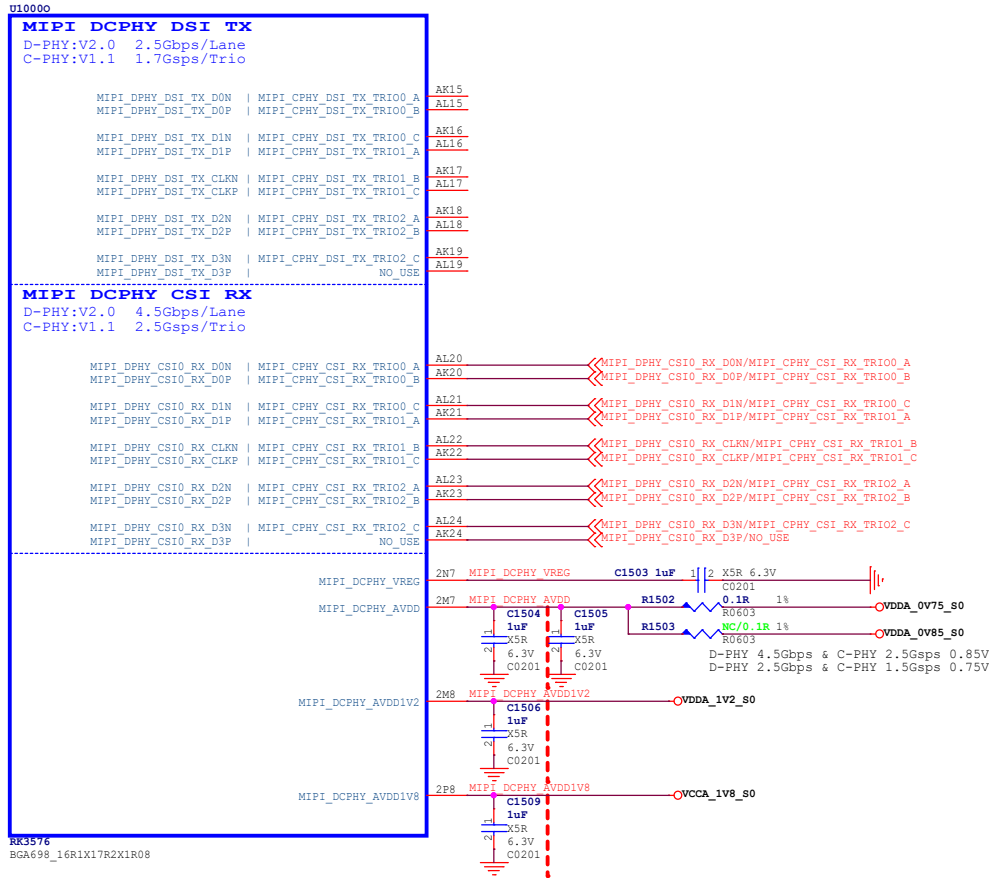 U1000O
MIPI DCPHY DSI TX
D-PHY:V2.0 2.5Gbps/Lane
C-PHY:V1.1 1.7Gsps/Trio
MIPI_DPHY_DSI_TX_D0N | MIPI_CPHY_DSI_TX_TRIO0_A AK15
MIPI_DPHY_DSI_TX_D0P | MIPI_CPHY_DSI_TX_TRIO0_B AL15
MIPI_DPHY_DSI_TX_D1N | MIPI_CPHY_DSI_TX_TRIO0_C AK16
MIPI_DPHY_DSI_TX_D1P | MIPI_CPHY_DSI_TX_TRIO1_A AL16
MIPI_DPHY_DSI_TX_CLKN | MIPI_CPHY_DSI_TX_TRIO1_B AK17
MIPI_DPHY_DSI_TX_CLKP | MIPI_CPHY_DSI_TX_TRIO1_C AL17
MIPI_DPHY_DSI_TX_D2N | MIPI_CPHY_DSI_TX_TRIO2_A AK18
MIPI_DPHY_DSI_TX_D2P | MIPI_CPHY_DSI_TX_TRIO2_B AL18
MIPI_DPHY_DSI_TX_D3N | MIPI_CPHY_DSI_TX_TRIO2_C AK19
MIPI_DPHY_DSI_TX_D3P | NO_USE AL19
MIPI DCPHY CSI RX
D-PHY:V2.0 4.5Gbps/Lane
C-PHY:V1.1 2.5Gsps/Trio
MIPI_DPHY_CSI0_RX_D0N | MIPI_CPHY_CSI_RX_TRIO0_A AL20 MIPI_DPHY_CSI0_RX_D0N/MIPI_CPHY_CSI_RX_TRIO0_A
MIPI_DPHY_CSI0_RX_D0P | MIPI_CPHY_CSI_RX_TRIO0_B AK20 MIPI_DPHY_CSI0_RX_D0P/MIPI_CPHY_CSI_RX_TRIO0_B
MIPI_DPHY_CSI0_RX_D1N | MIPI_CPHY_CSI_RX_TRIO0_C AL21 MIPI_DPHY_CSI0_RX_D1N/MIPI_CPHY_CSI_RX_TRIO0_C
MIPI_DPHY_CSI0_RX_D1P | MIPI_CPHY_CSI_RX_TRIO1_A AK21 MIPI_DPHY_CSI0_RX_D1P/MIPI_CPHY_CSI_RX_TRIO1_A
MIPI_DPHY_CSI0_RX_CLKN | MIPI_CPHY_CSI_RX_TRIO1_B AL22 MIPI_DPHY_CSI0_RX_CLKN/MIPI_CPHY_CSI_RX_TRIO1_B
MIPI_DPHY_CSI0_RX_CLKP | MIPI_CPHY_CSI_RX_TRIO1_C AK22 MIPI_DPHY_CSI0_RX_CLKP/MIPI_CPHY_CSI_RX_TRIO1_C
MIPI_DPHY_CSI0_RX_D2N | MIPI_CPHY_CSI_RX_TRIO2_A AL23 MIPI_DPHY_CSI0_RX_D2N/MIPI_CPHY_CSI_RX_TRIO2_A
MIPI_DPHY_CSI0_RX_D2P | MIPI_CPHY_CSI_RX_TRIO2_B AK23 MIPI_DPHY_CSI0_RX_D2P/MIPI_CPHY_CSI_RX_TRIO2_B
MIPI_DPHY_CSI0_RX_D3N | MIPI_CPHY_CSI_RX_TRIO2_C AL24 MIPI_DPHY_CSI0_RX_D3N/MIPI_CPHY_CSI_RX_TRIO2_C
MIPI_DPHY_CSI0_RX_D3P | NO_USE AK24 MIPI_DPHY_CSI0_RX_D3P/NO_USE
MIPI_DCPHY_VREG 2N7 MIPI_DCPHY_VREG C1503 1uF 1 2 X5R 6.3V
C0201
MIPI_DCPHY_AVDD 2M7 MIPI_DCPHY_AVDD R1502 0.1R 1% VDDA_0V75_S0
R0603
C1504 C1505
1uF 1uF
R1503 NC/0.1R 1% VDDA_0V85_S0
R0603
1 X5R 1 X5R
2 6.3V 2 6.3V
C0201 C0201
D-PHY 4.5Gbps & C-PHY 2.5Gsps 0.85V
D-PHY 2.5Gbps & C-PHY 1.5Gsps 0.75V
MIPI_DCPHY_AVDD1V2 2M8 MIPI_DCPHY_AVDD1V2 VDDA_1V2_S0
C1506
1uF
1 X5R
2 6.3V
C0201
MIPI_DCPHY_AVDD1V8 2P8 MIPI_DCPHY_AVDD1V8 VCCA_1V8_S0
C1509
1uF
1 X5R
2 6.3V
C0201
RK3576
BGA698_16R1X17R2X1R08